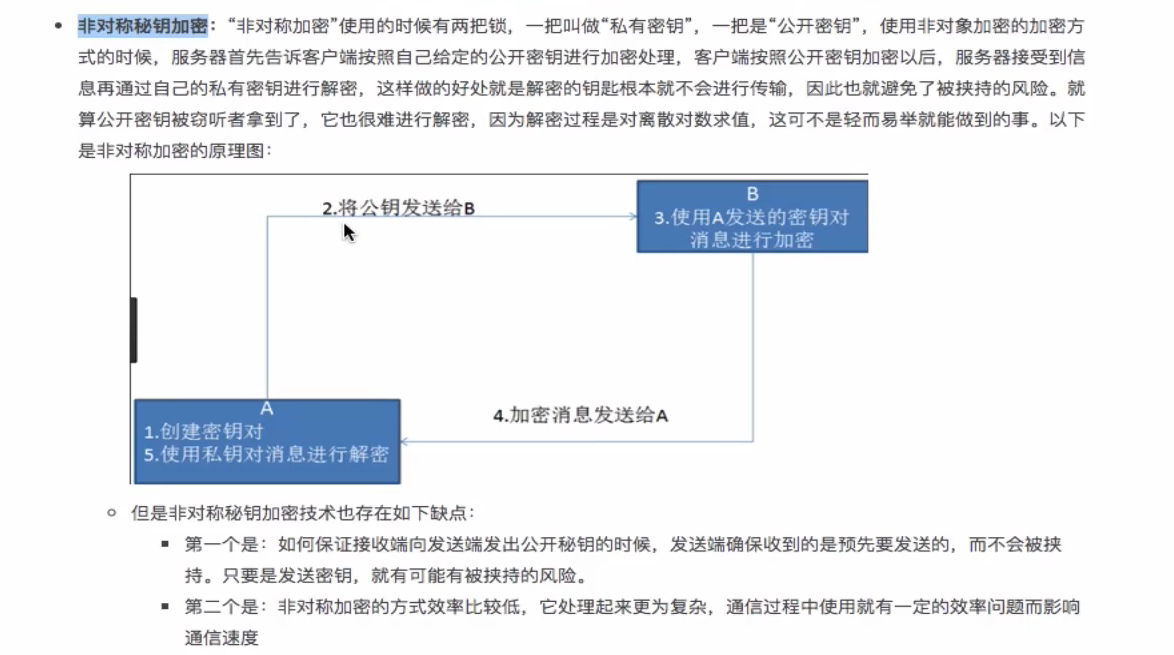 非对称秘钥加密：“非对称加密”使用的时候有两把锁，一把叫做“私有密钥”，一把是“公开密钥”，使用非对象加密的加密方
式的时候，服务器首先告诉客户端按照自己给定的公开密钥进行加密处理，客户端按照公开密钥加密以后，服务器接受到信
息再通过自己的私有密钥进行解密，这样做的好处就是解密的钥匙根本就不会进行传输，因此也就避免了被挟持的风险。就
算公开密钥被窃听者拿到了，它也很难进行解密，因为解密过程是对离散对数求值，这可不是轻而易举就能做到的事。以下
是非对称加密的原理图：
2.将公钥发送给B
B
3.使用A发送的密钥对
消息进行加密
A
1.创建密钥对
5.使用私钥对消息进行解密
4.加密消息发送给A
但是非对称秘钥加密技术也存在如下缺点：
第一个是：如何保证接收端向发送端发出公开秘钥的时候，发送端确保收到的是预先要发送的，而不会被挟
持。只要是发送密钥，就有可能有被挟持的风险。
第二个是：非对称加密的方式效率比较低，它处理起来更为复杂，通信过程中使用就有一定的效率问题而影响
通信速度